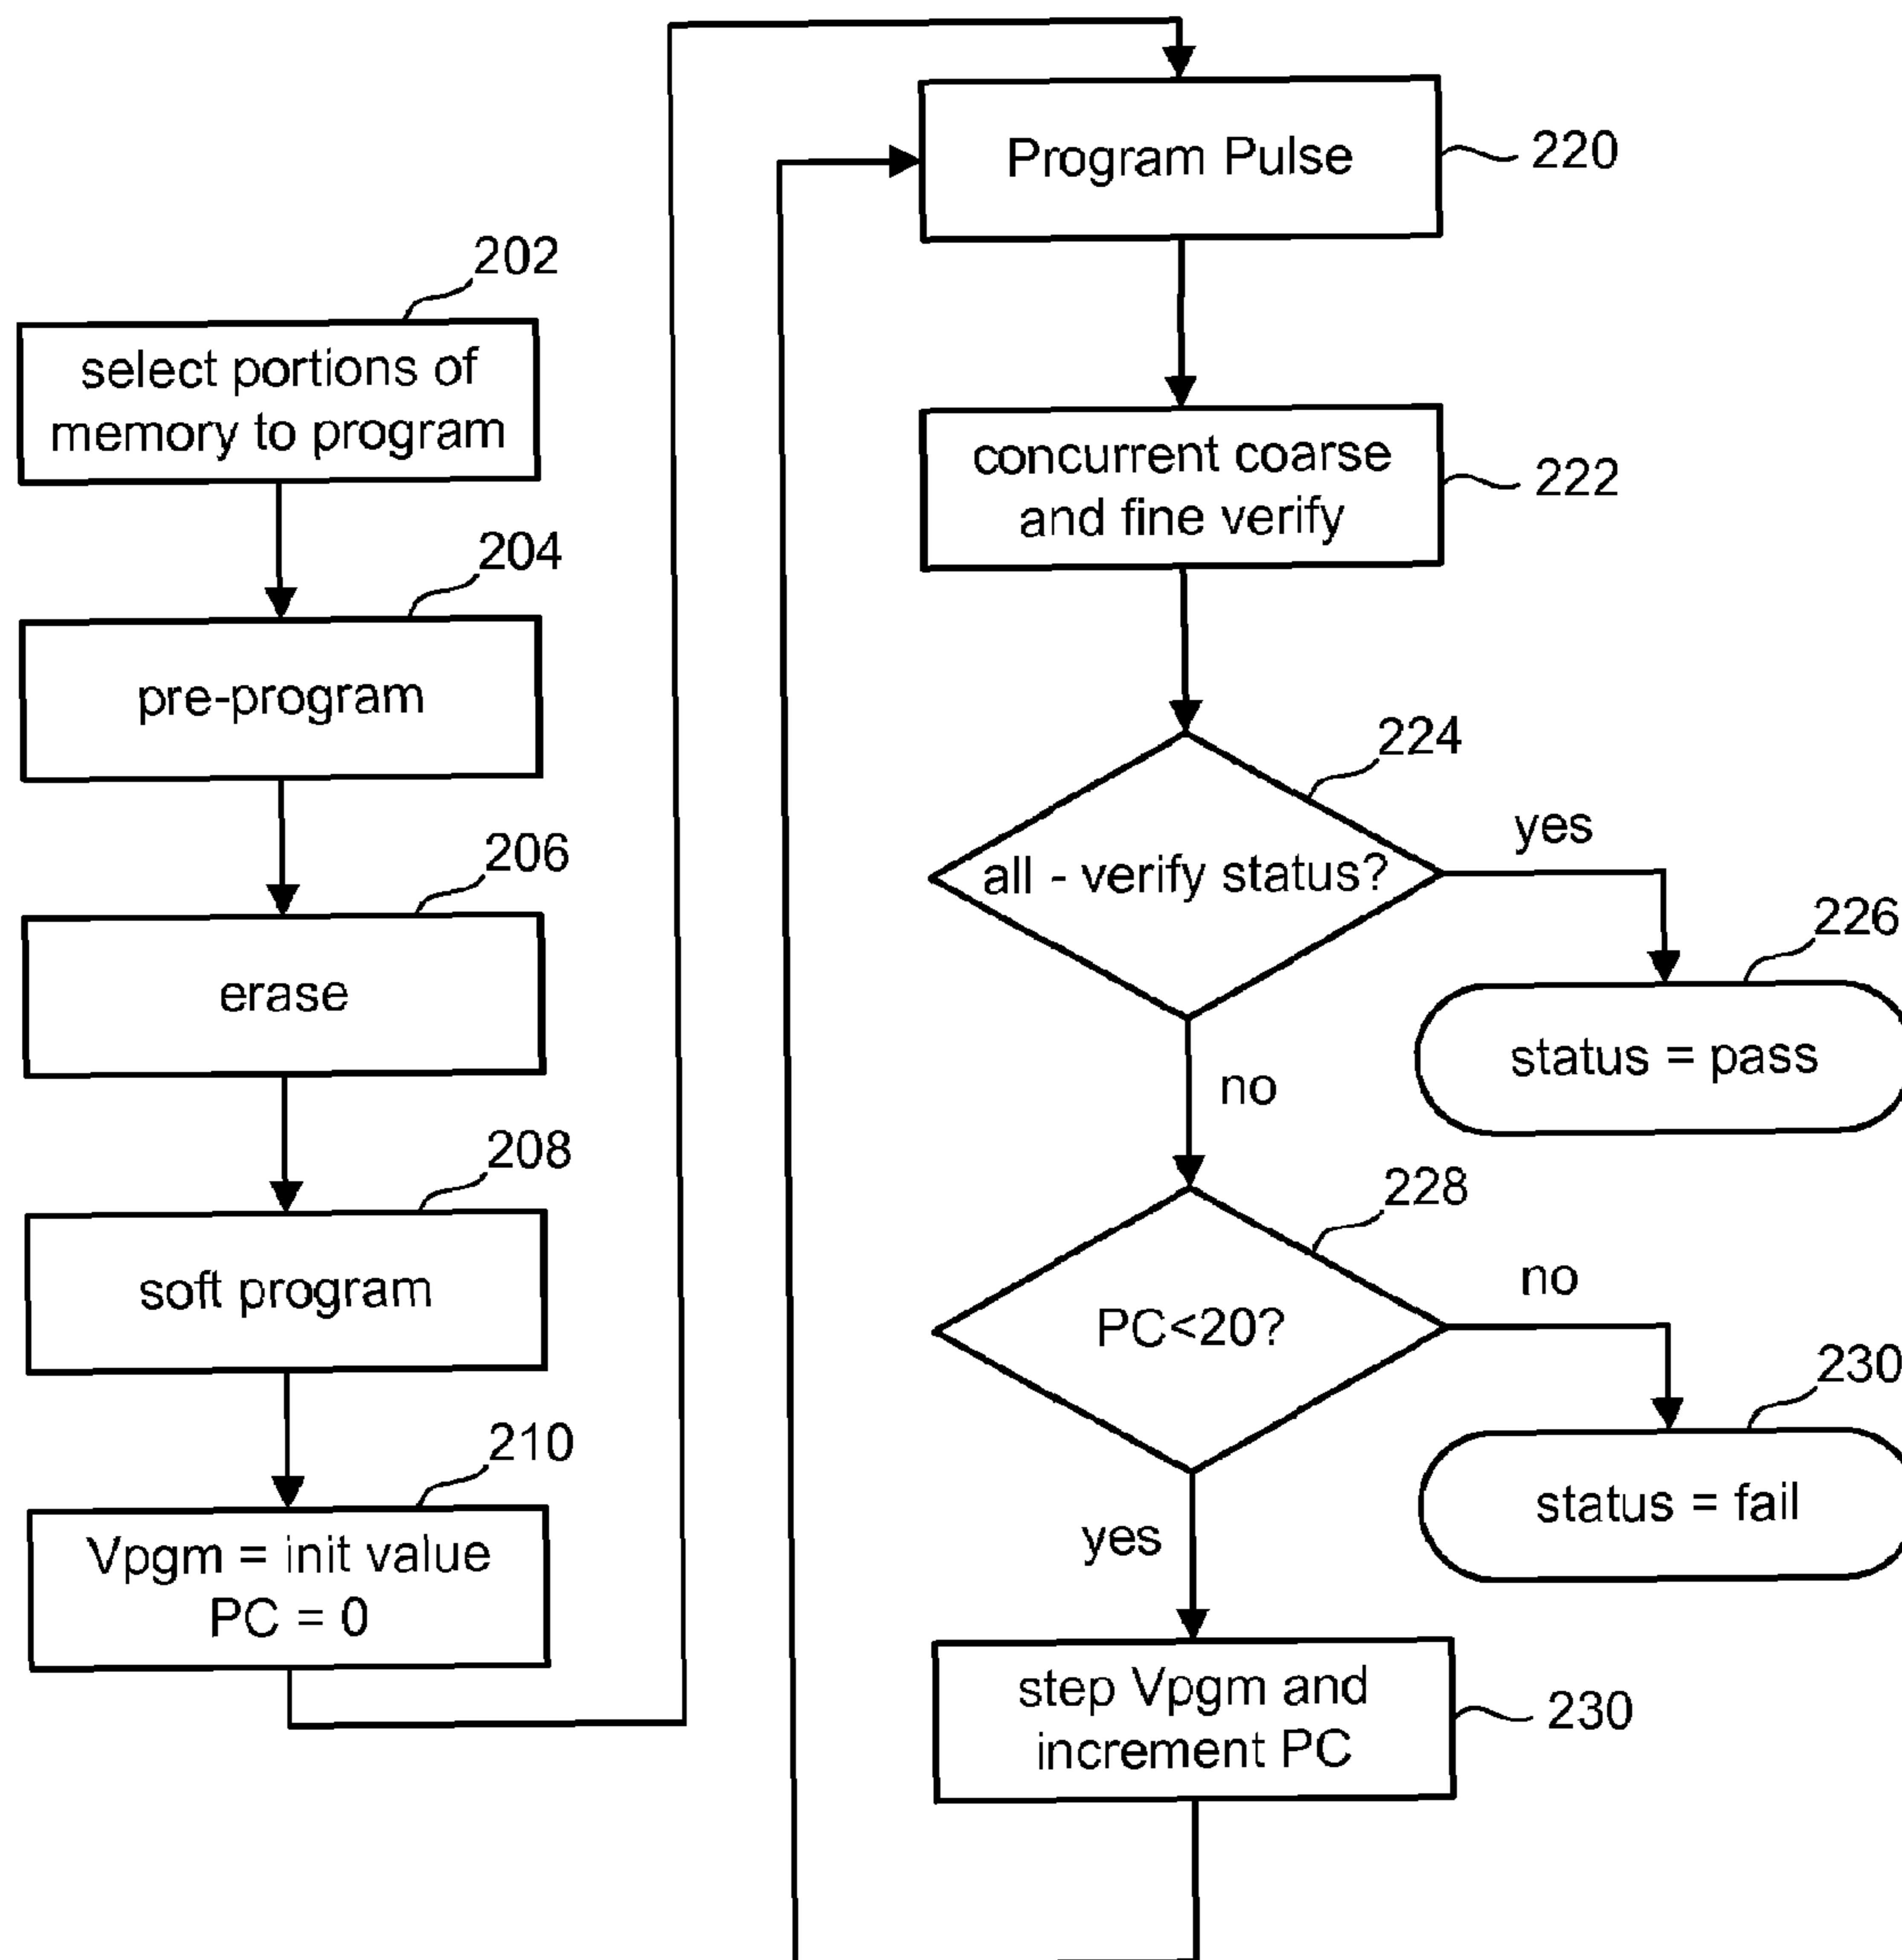 202
select portions of
memory to program
204
pre-program
206
erase
208
soft program
210
Vpgm = init value
PC = 0
Program Pulse
220
concurrent coarse
and fine verify
222
224
all - verify status?
yes
226
status = pass
no
228
PC<20?
no
230
status = fail
yes
step Vpgm and
increment PC
230